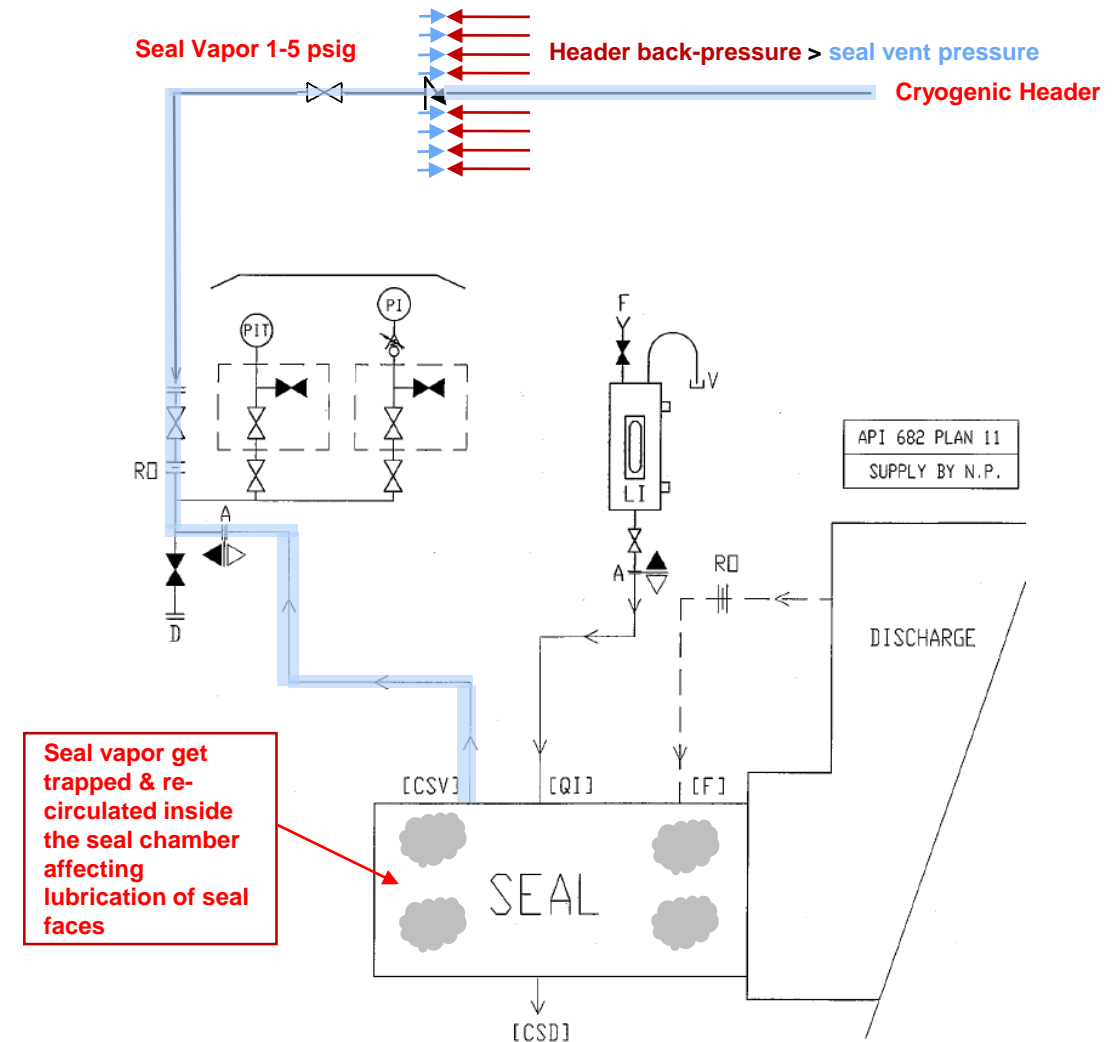 Seal Vapor 1-5 psig
Header back-pressure > seal vent pressure
Cryogenic Header
PIT
PI
F
V
LI
API 682 PLAN 11
SUPPLY BY N.P.
RO
A
D
A
RO
DISCHARGE
Seal vapor get
trapped & re-
circulated inside
the seal chamber
affecting
lubrication of seal
faces
[CSV]
[QI]
[F]
SEAL
[CSD]